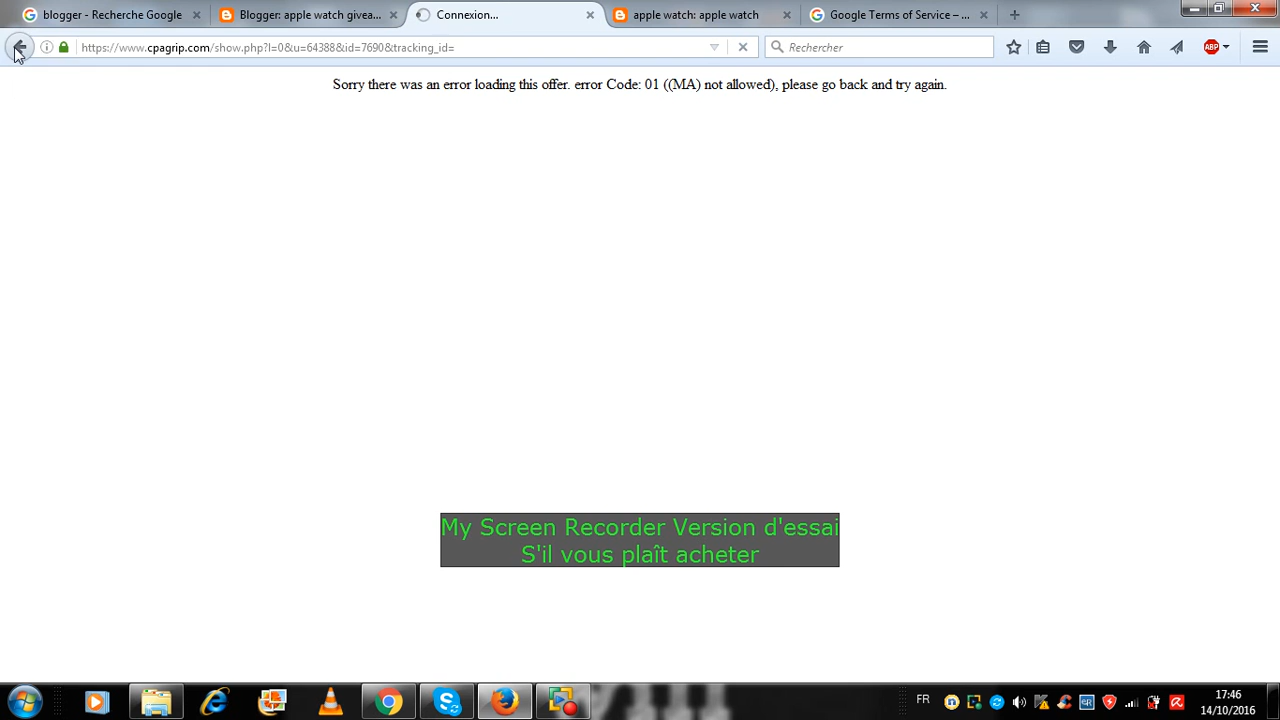 blogger - Recherche Google
Blogger: apple watch givea...
Connexion...
apple watch: apple watch
Google Terms of Service – ...
https://www.cpagrip.com/show.php?l=0&u=64388&id=7690&tracking_id=
Rechercher
ABP
Sorry there was an error loading this offer. error Code: 01 ((MA) not allowed), please go back and try again.
My Screen Recorder Version d'essai
S'il vous plaît acheter
FR
17:46
14/10/2016